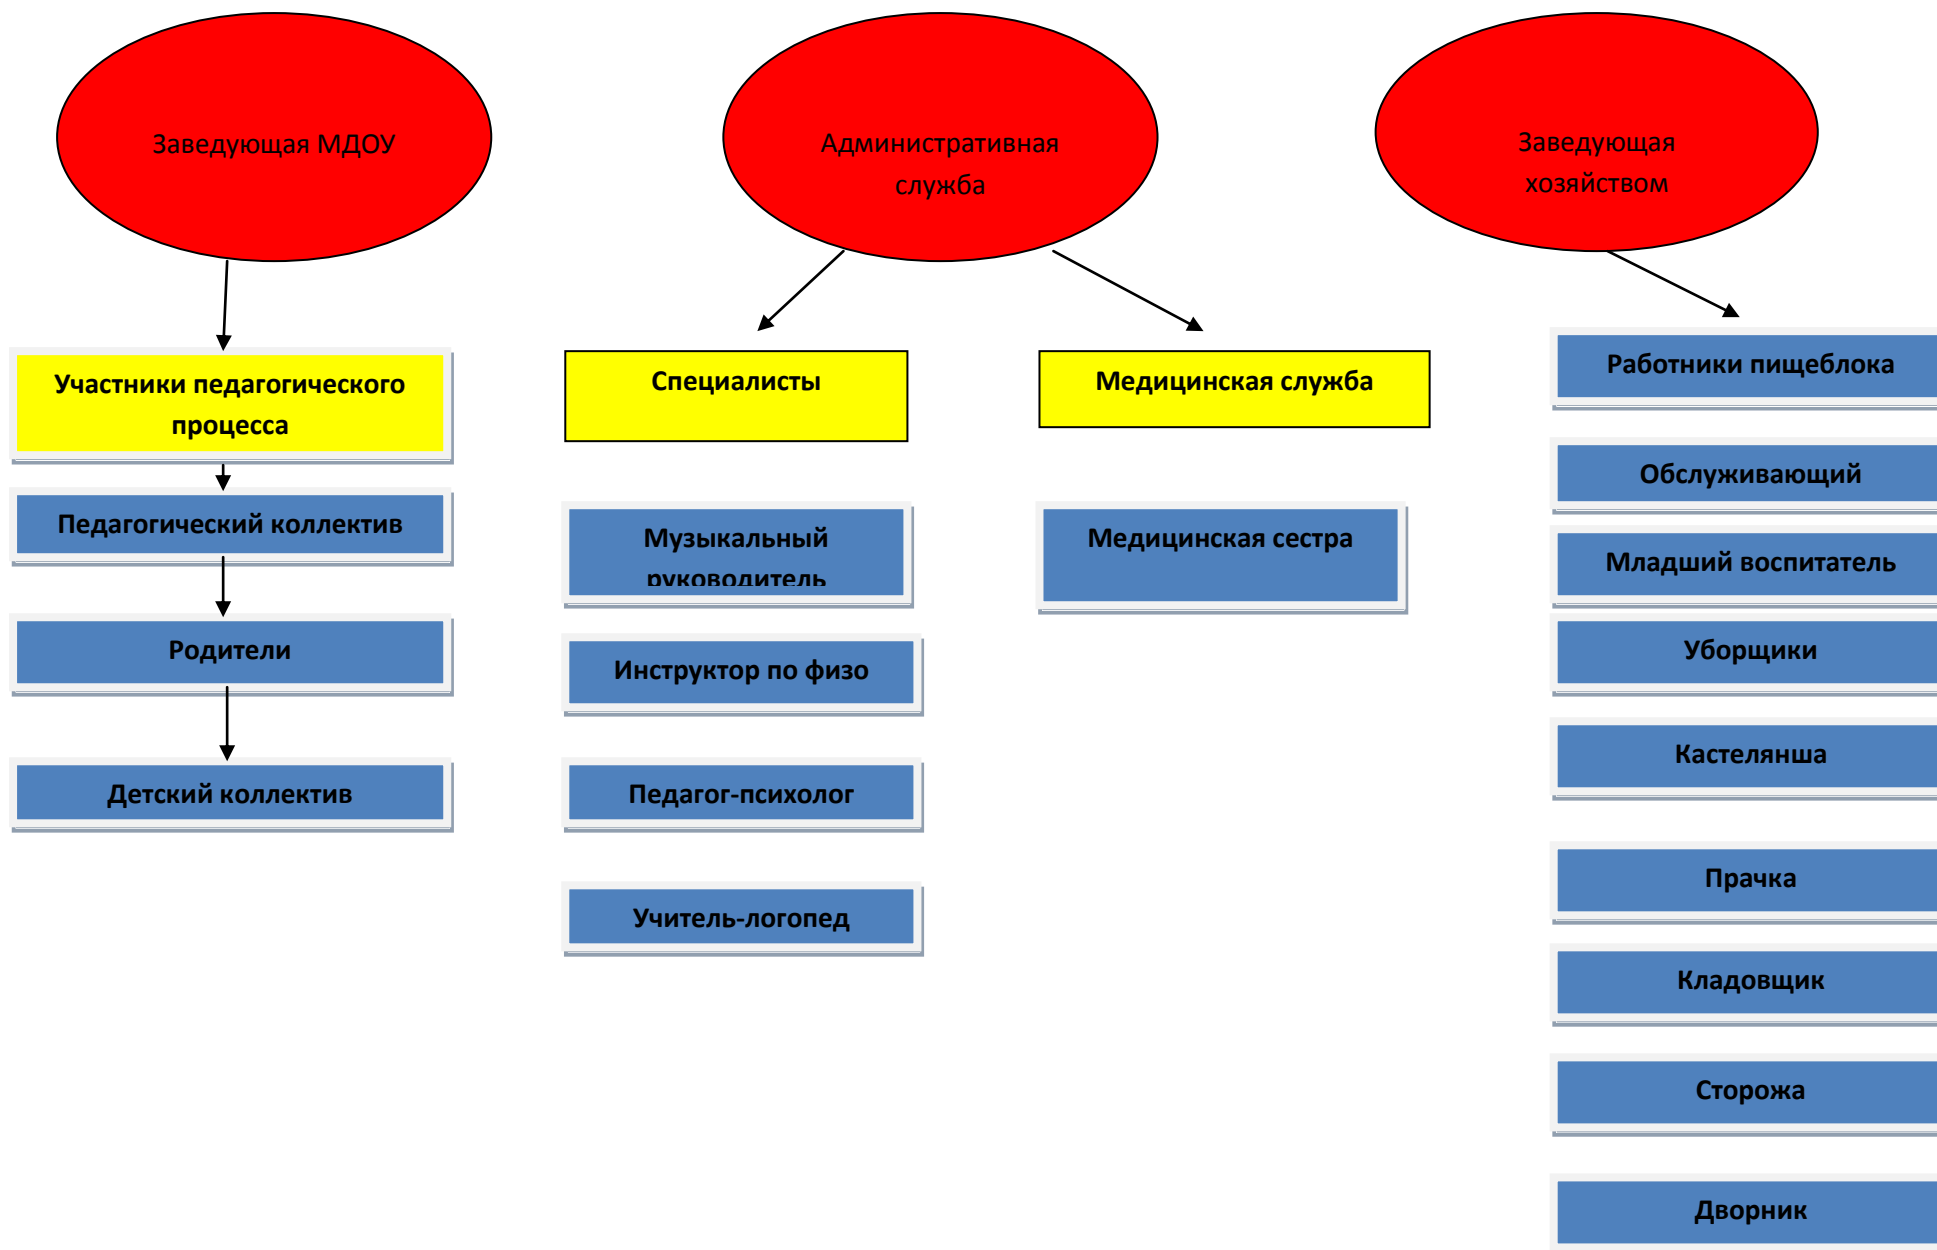 Заведующая МДОУ
Административная
служба
Заведующая
хозяйством
Участники педагогического
процесса
Педагогический коллектив
Родители
Детский коллектив
Специалисты
Музыкальный
руководитель
Инструктор по физо
Педагог-психолог
Учитель-логопед
Медицинская служба
Медицинская сестра
Работники пищеблока
Обслуживающий
Младший воспитатель
Уборщики
Кастелянша
Прачка
Кладовщик
Сторожа
Дворник